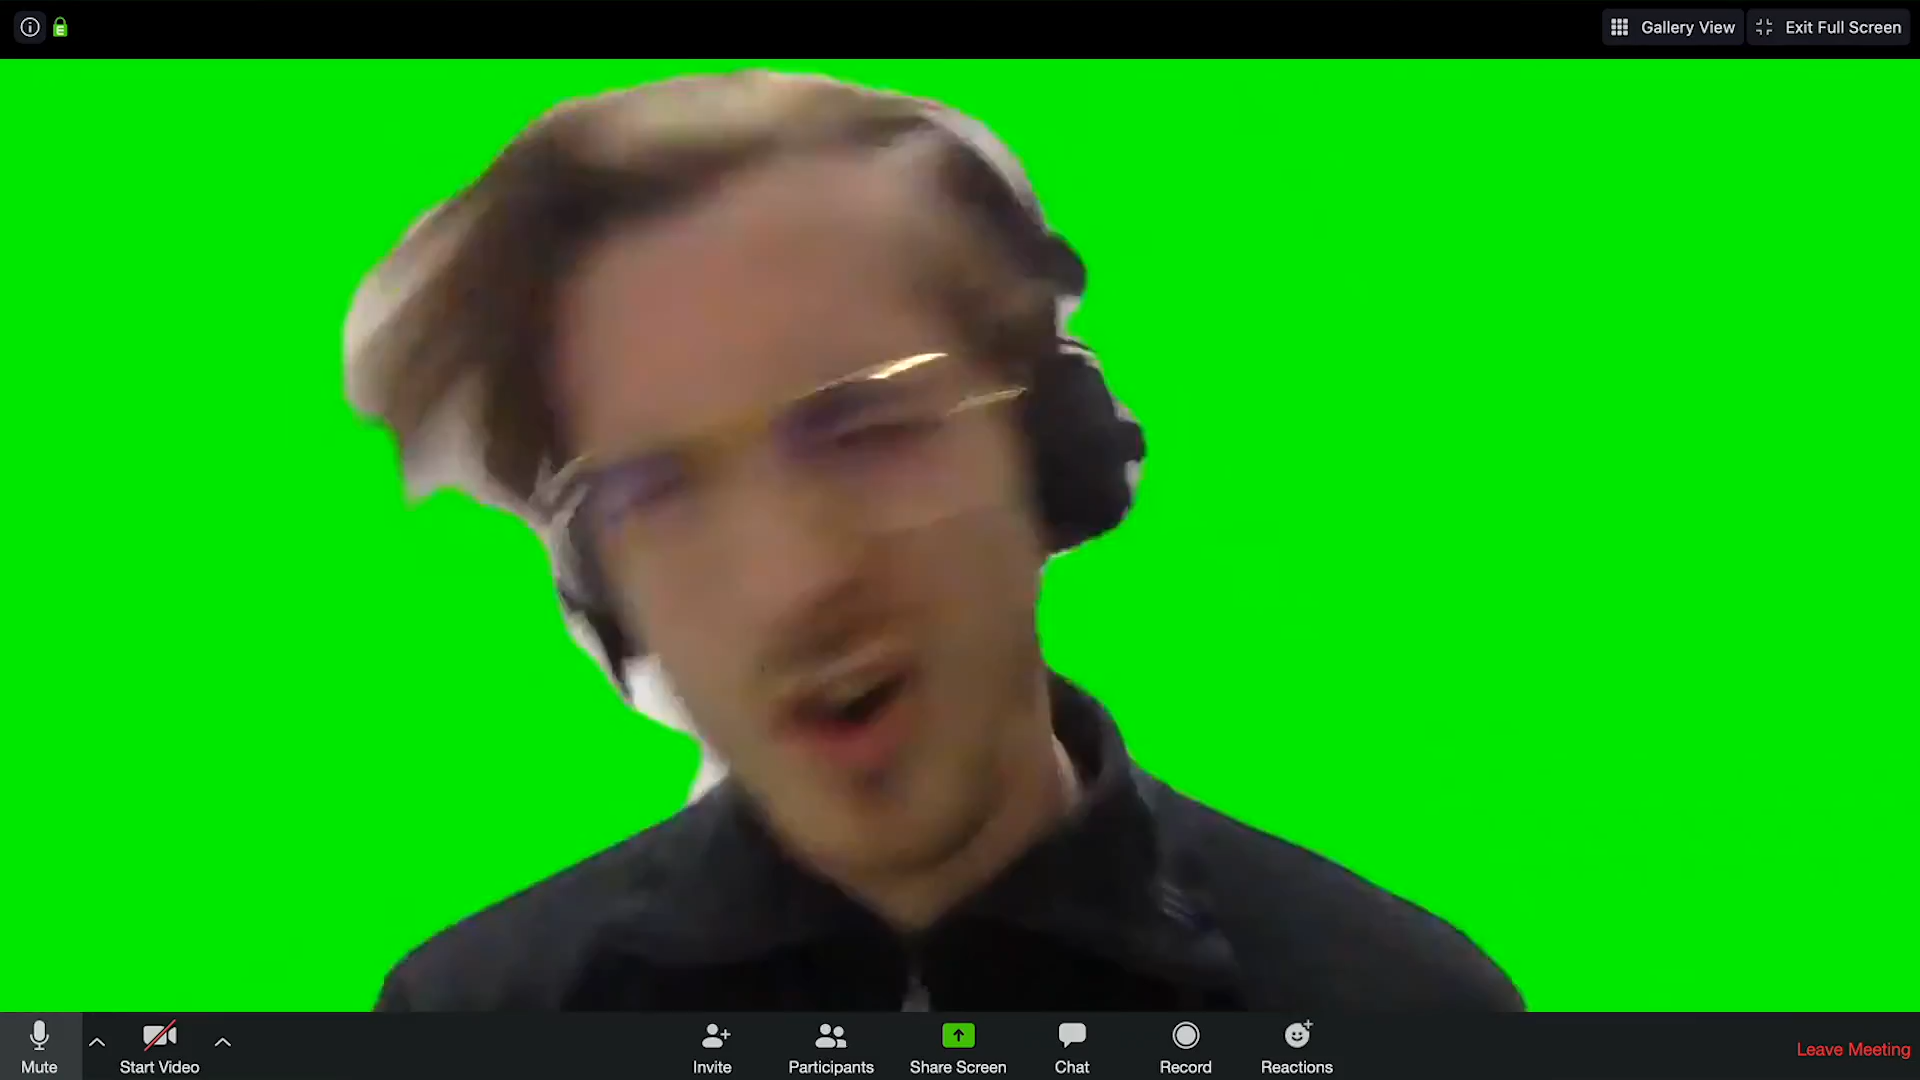 Gallery View
Exit Full Screen
Mute
Start Video
Invite
Participants
Share Screen
Chat
Record
Reactions
Leave Meeting